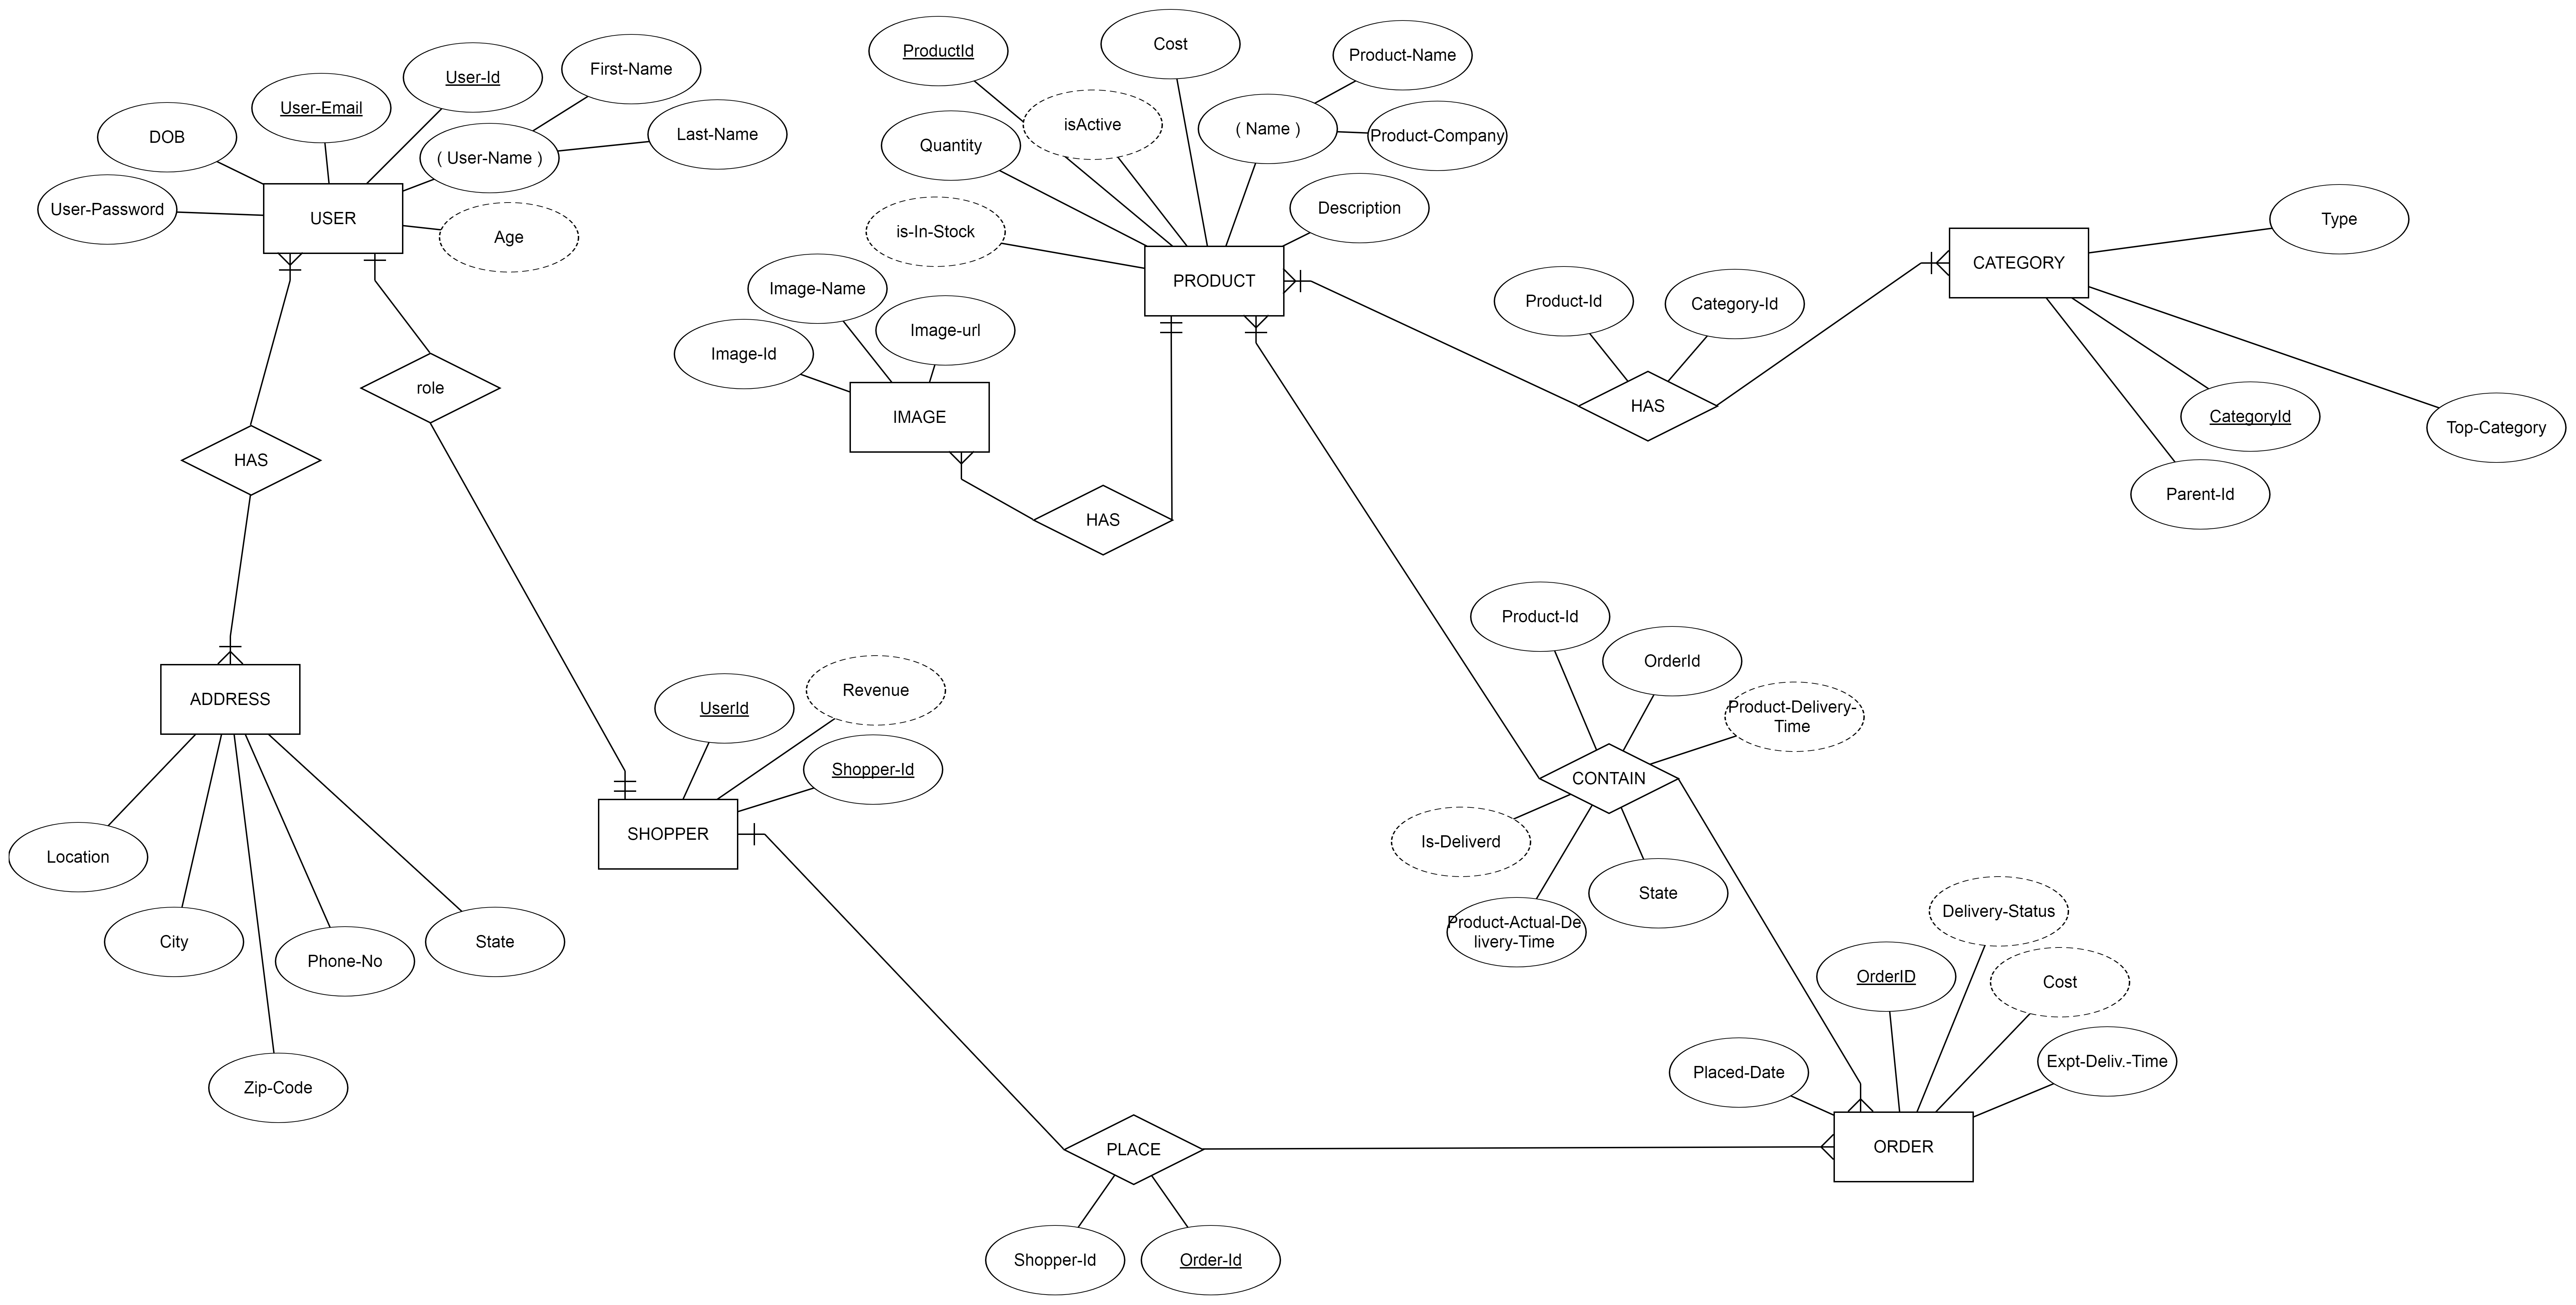 ProductId
Cost
Product-Name
First-Name
User-Id
User-Email
Last-Name
DOB
( User-Name )
isActive
( Name )
Product-Company
Quantity
User-Password
USER
Age
is-In-Stock
Description
Type
PRODUCT
CATEGORY
Image-Name
Image-url
Image-Id
Product-Id
Category-Id
role
IMAGE
HAS
CategoryId
Top-Category
HAS
HAS
Parent-Id
Product-Id
OrderId
Product-Delivery-
Time
ADDRESS
UserId
Revenue
Shopper-Id
CONTAIN
SHOPPER
Is-Deliverd
Location
State
Product-Actual-De
livery-Time
Delivery-Status
City
Phone-No
State
OrderID
Cost
Zip-Code
Placed-Date
Expt-Deliv.-Time
PLACE
ORDER
Shopper-Id
Order-Id